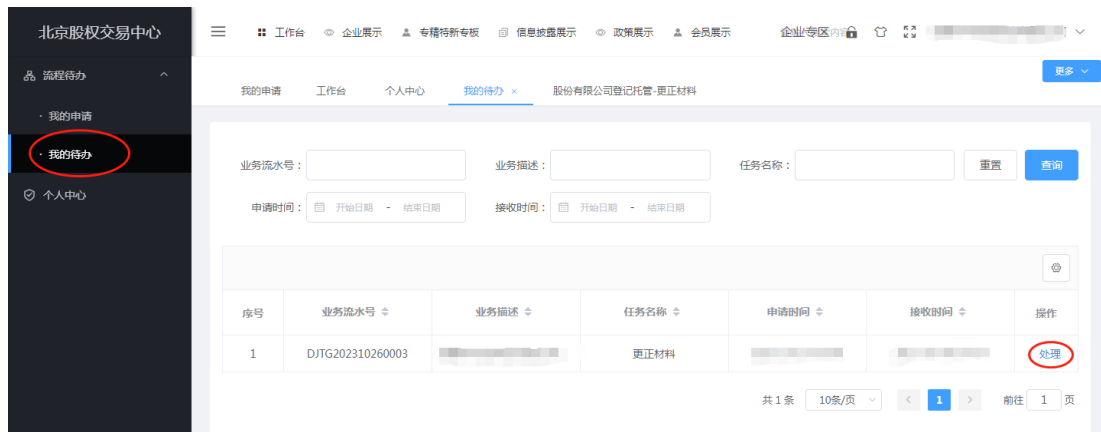 北京股权交易中心
工作台 企业展示 专精特新专板 信息披露展示 政策展示 会员展示 企业专区
流程待办
· 我的申请
· 我的待办
个人中心
更多
我的申请 工作台 个人中心 我的待办 × 股份有限公司登记托管-更正材料
业务流水号： 业务描述： 任务名称： 重置 查询
申请时间： 开始日期 - 结束日期 接收时间： 开始日期 - 结束日期
序号 业务流水号 业务描述 任务名称 申请时间 接收时间 操作
1 DJTG202310260003 更正材料 处理
共 1 条 10条/页 < 1 > 前往 1 页